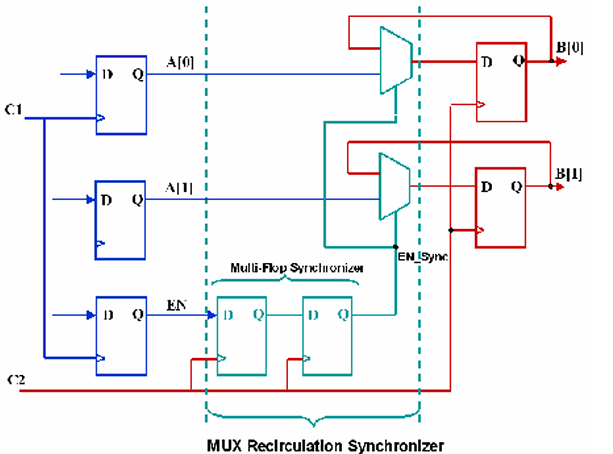 A[0]
B[0]
D Q
D Q
C1
A[1]
B[1]
D Q
D Q
EN_Sync
Multi-Flop Synchronizer
EN
D Q
D Q
D Q
C2
MUX Recirculation Synchronizer